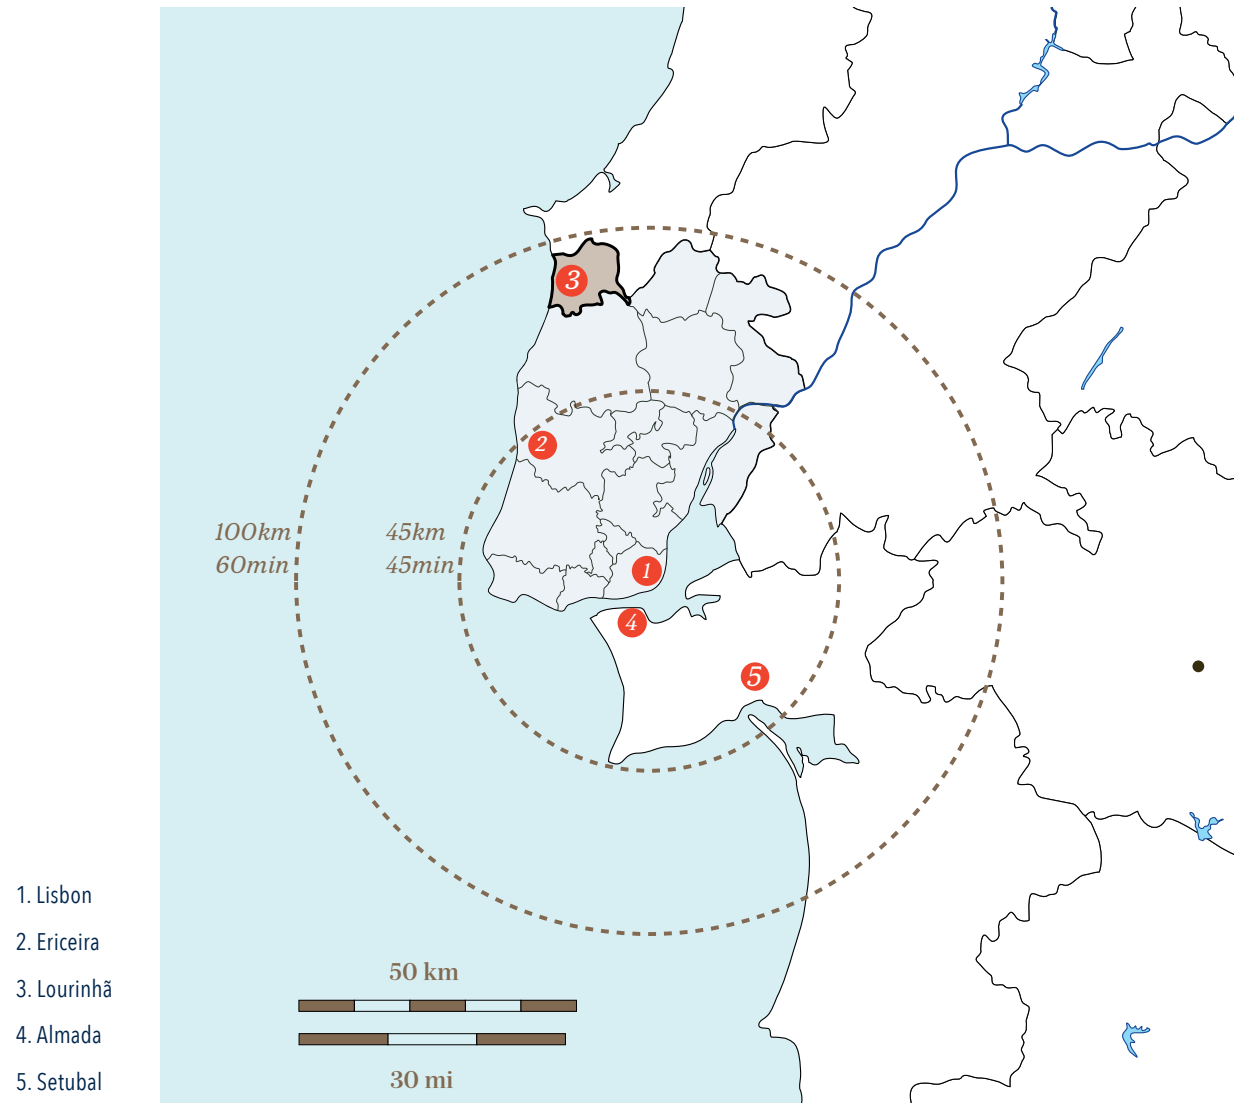 3
2
100km
60min
45km
45min
1
4
5
1. Lisbon
2. Ericeira
3. Lourinhã
4. Almada
5. Setubal
50 km
30 mi